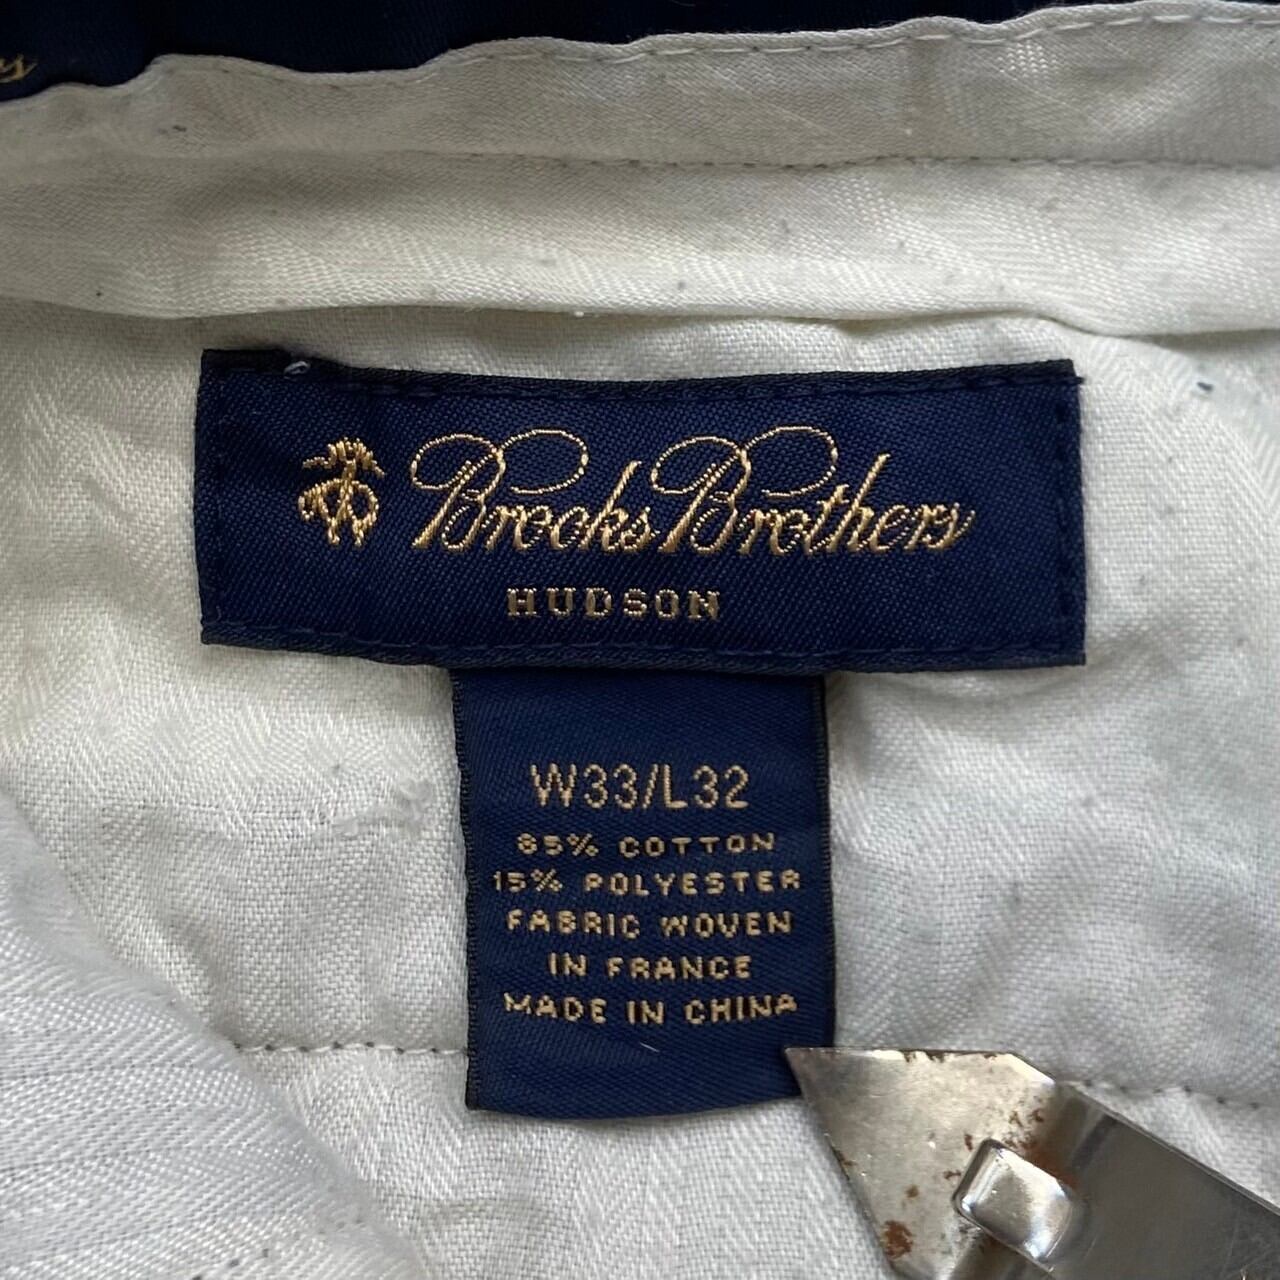 Brooks Brothers
HUDSON
W33/L32
85% COTTON
15% POLYESTER
FABRIC WOVEN
IN FRANCE
MADE IN CHINA